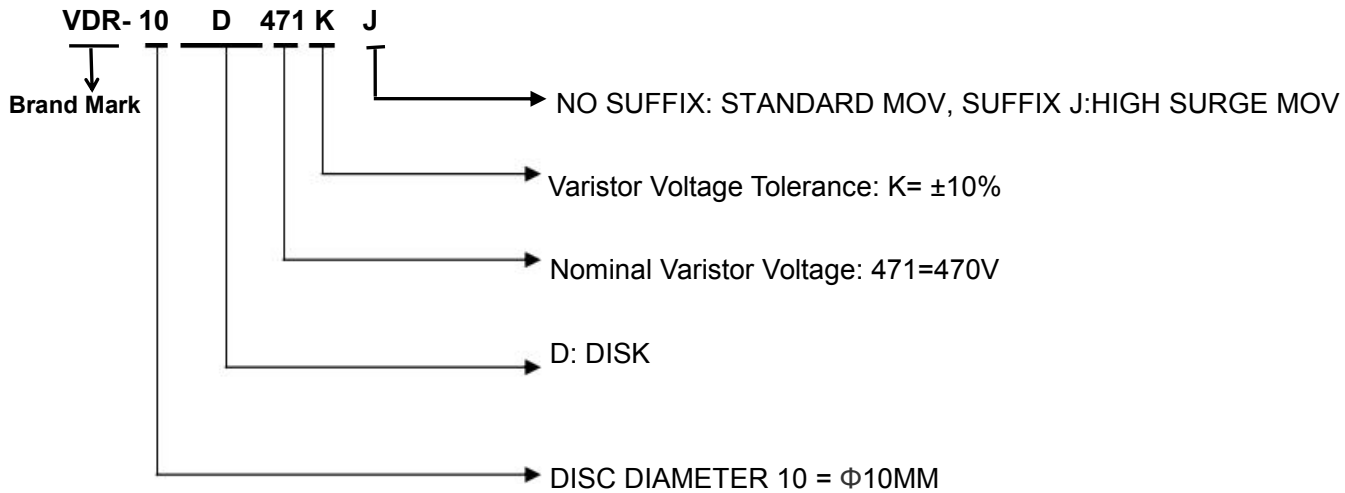 VDR- 10 D 471 K J
Brand Mark
NO SUFFIX: STANDARD MOV, SUFFIX J:HIGH SURGE MOV
Varistor Voltage Tolerance: K= ±10%
Nominal Varistor Voltage: 471=470V
D: DISK
DISC DIAMETER 10 = Φ10MM